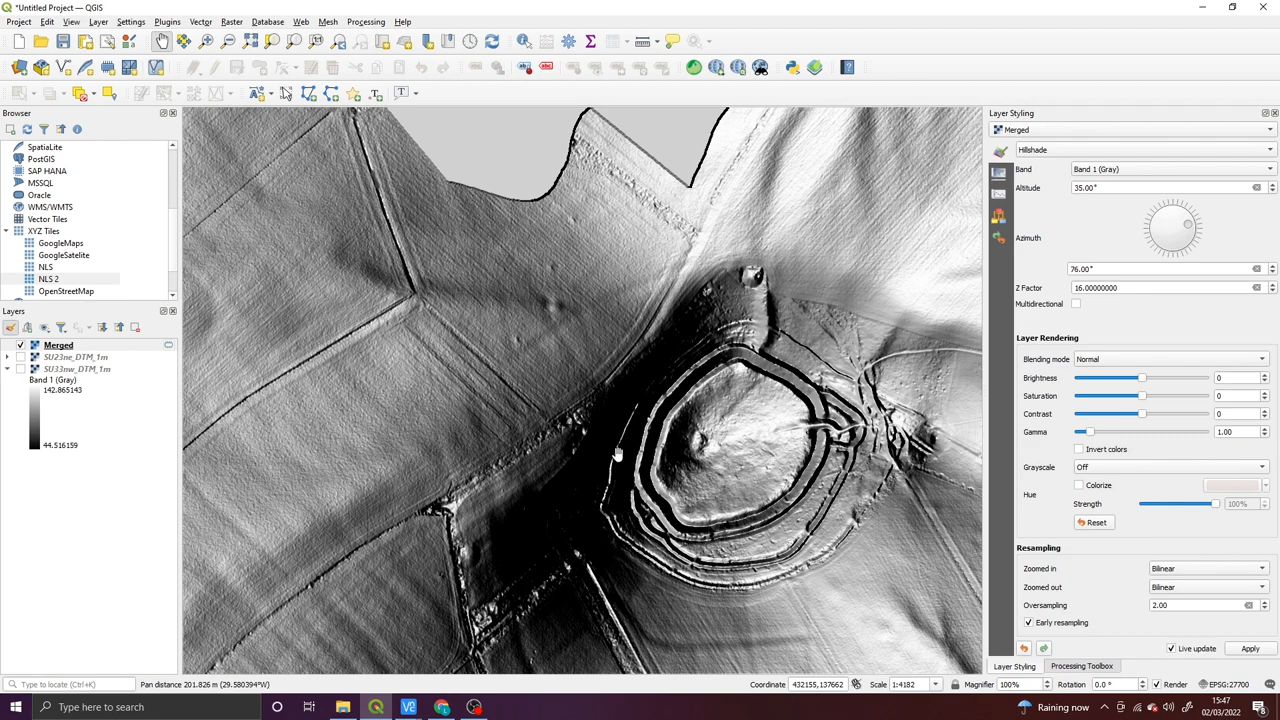 *Untitled Project — QGIS
Project Edit View Layer Settings Plugins Vector Raster Database Web Mesh Processing Help
Browser
SpatiaLite
PostGIS
SAP HANA
MSSQL
Oracle
WMS/WMTS
Vector Tiles
XYZ Tiles
GoogleMaps
GoogleSatelite
NLS
NLS 2
OpenStreetMap
Layers
Merged
SU23ne_DTM_1m
SU33nw_DTM_1m
Band 1 (Gray)
142.865143
44.516159
Layer Styling
Merged
Hillshade
Band Band 1 (Gray)
Altitude 35.00°
Azimuth
76.00°
Z Factor 16.00000000
Multidirectional
Layer Rendering
Blending mode Normal
Brightness 0
Saturation 0
Contrast 0
Gamma 1.00
Invert colors
Grayscale Off
Hue
Colorize
Strength 100%
Reset
Resampling
Zoomed in Bilinear
Zoomed out Bilinear
Oversampling 2.00
Early resampling
Live update Apply
Layer Styling Processing Toolbox
Type to locate (Ctrl+K) Pan distance 201.826 m (29.580394°W) Coordinate 432155,137662 Scale 1:4182 Magnifier 100% Rotation 0.0 ° Render EPSG:27700
Type here to search
Raining now
15:47
02/03/2022